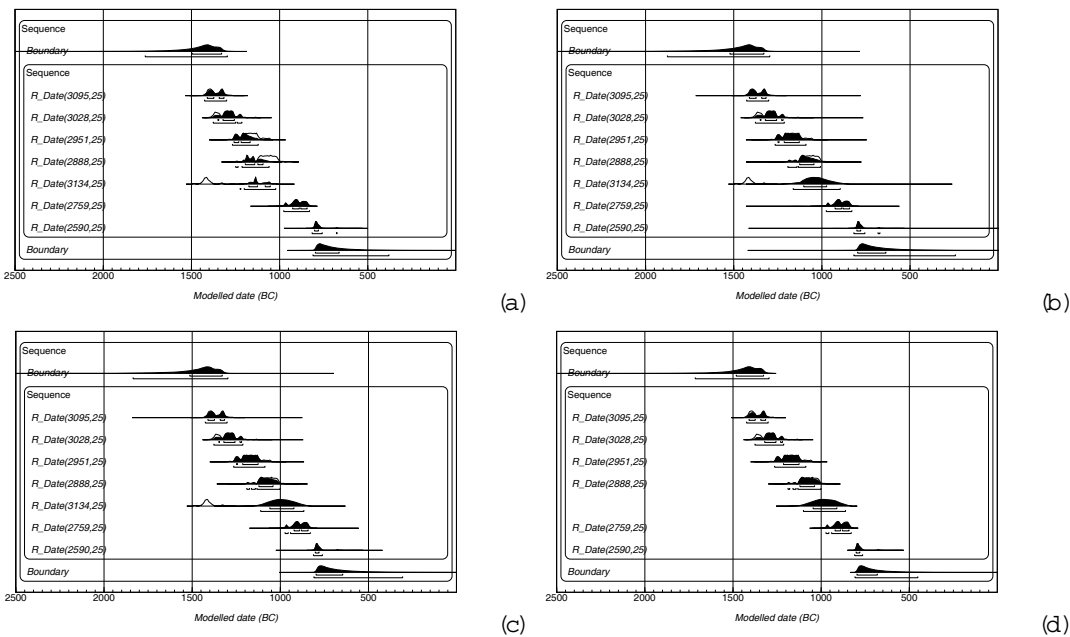 Sequence
Boundary
Sequence
R_Date(3095,25)
R_Date(3028,25)
R_Date(2951,25)
R_Date(2888,25)
R_Date(3134,25)
R_Date(2759,25)
R_Date(2590,25)
Boundary
2500 2000 1500 1000 500
Modelled date (BC)
(a)
Sequence
Boundary
Sequence
R_Date(3095,25)
R_Date(3028,25)
R_Date(2951,25)
R_Date(2888,25)
R_Date(3134,25)
R_Date(2759,25)
R_Date(2590,25)
Boundary
2500 2000 1500 1000 500
Modelled date (BC)
(b)
Sequence
Boundary
Sequence
R_Date(3095,25)
R_Date(3028,25)
R_Date(2951,25)
R_Date(2888,25)
R_Date(3134,25)
R_Date(2759,25)
R_Date(2590,25)
Boundary
2500 2000 1500 1000 500
Modelled date (BC)
(c)
Sequence
Boundary
Sequence
R_Date(3095,25)
R_Date(3028,25)
R_Date(2951,25)
R_Date(2888,25)
R_Date(2759,25)
R_Date(2590,25)
Boundary
2500 2000 1500 1000 500
Modelled date (BC)
(d)